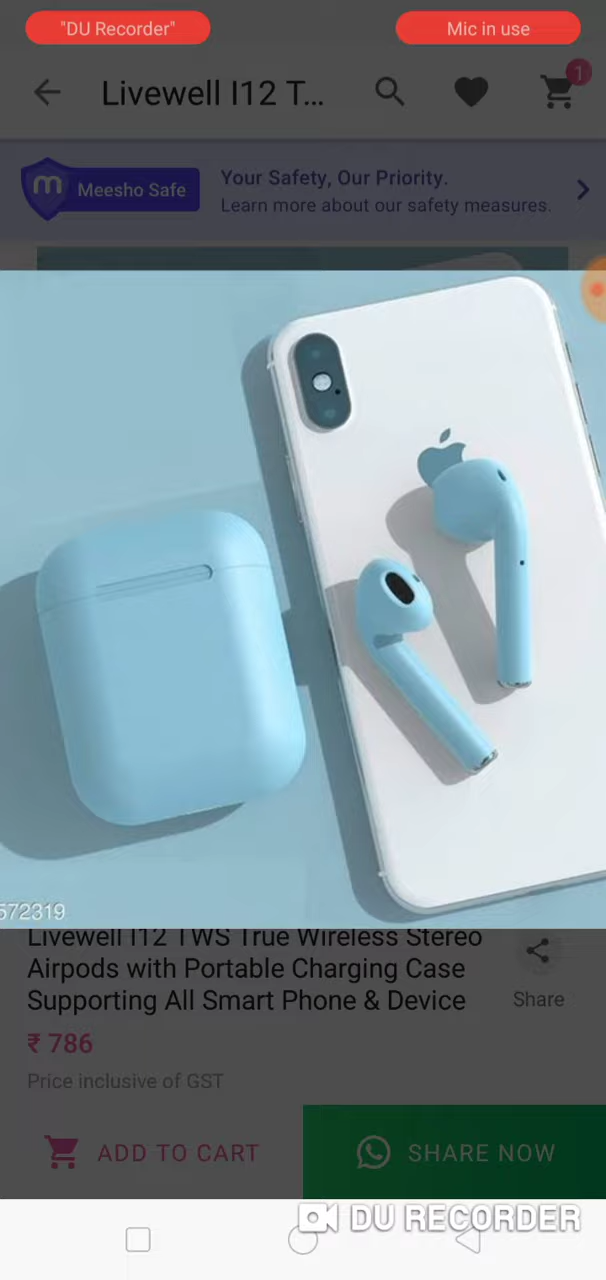 "DU Recorder"
Mic in use
Livewell I12 T...
1
m Meesho Safe
Your Safety, Our Priority.
Learn more about our safety measures.
572319
Livewell I12 TWS True Wireless Stereo
Airpods with Portable Charging Case
Supporting All Smart Phone & Device
Share
₹ 786
Price inclusive of GST
ADD TO CART
SHARE NOW
DU RECORDER